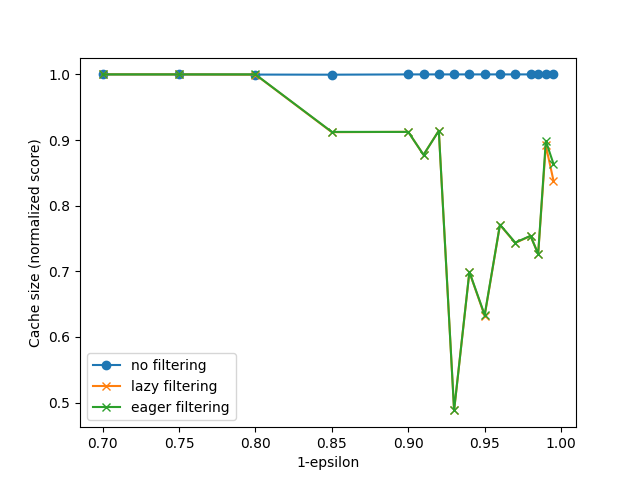 1.0
0.9
0.8
0.7
0.6
0.5
Cache size (normalized score)
no filtering
lazy filtering
eager filtering
0.70 0.75 0.80 0.85 0.90 0.95 1.00
1-epsilon